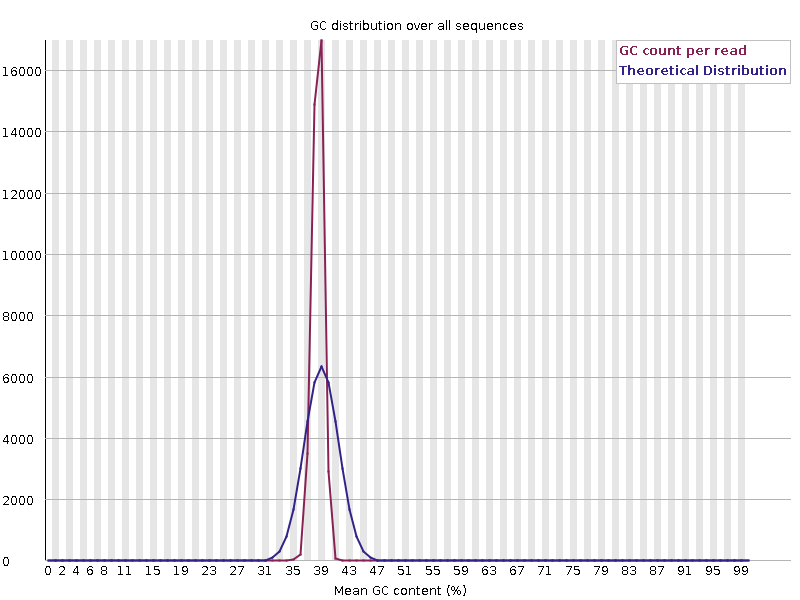 GC distribution over all sequences
GC count per read
Theoretical Distribution
16000
14000
12000
10000
8000
6000
4000
2000
0
0 2 4 6 8 11 15 19 23 27 31 35 39 43 47 51 55 59 63 67 71 75 79 83 87 91 95 99
Mean GC content (%)